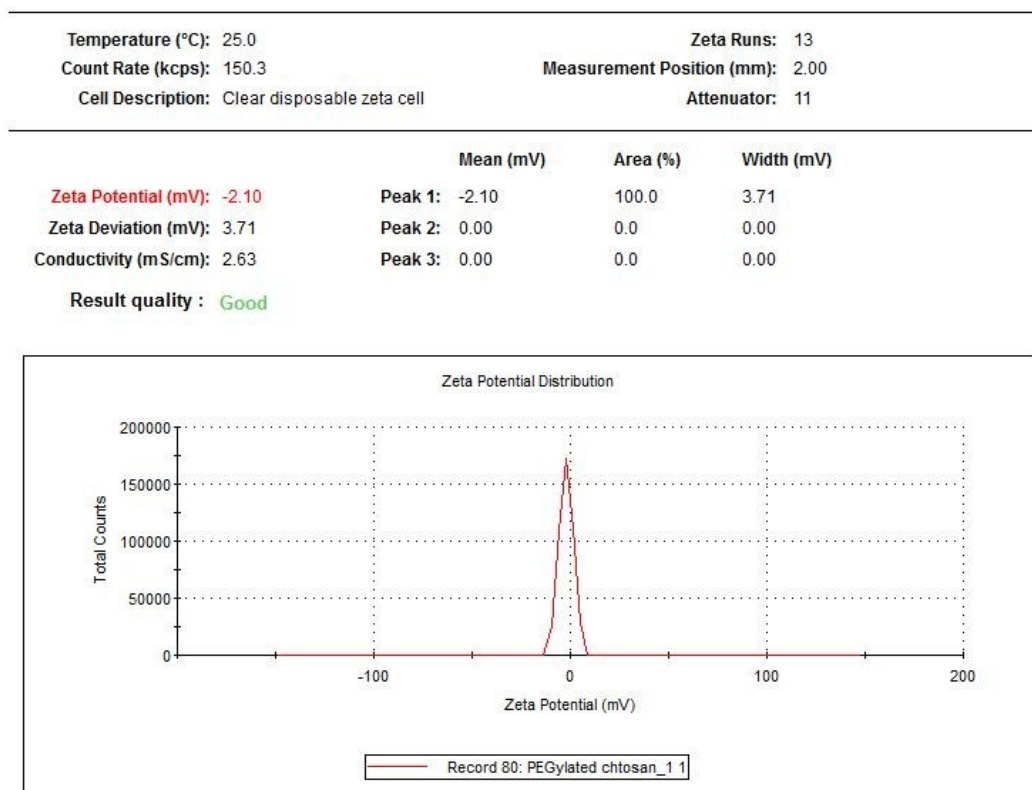 Temperature (°C): 25.0 Zeta Runs: 13
Count Rate (kcps): 150.3 Measurement Position (mm): 2.00
Cell Description: Clear disposable zeta cell Attenuator: 11
Mean (mV) Area (%) Width (mV)
Zeta Potential (mV): -2.10 Peak 1: -2.10 100.0 3.71
Zeta Deviation (mV): 3.71 Peak 2: 0.00 0.0 0.00
Conductivity (mS/cm): 2.63 Peak 3: 0.00 0.0 0.00
Result quality : Good
Zeta Potential Distribution
200000
150000
100000
50000
0
Total Counts
-100 0 100 200
Zeta Potential (mV)
Record 80: PEGylated chtosan_1 1